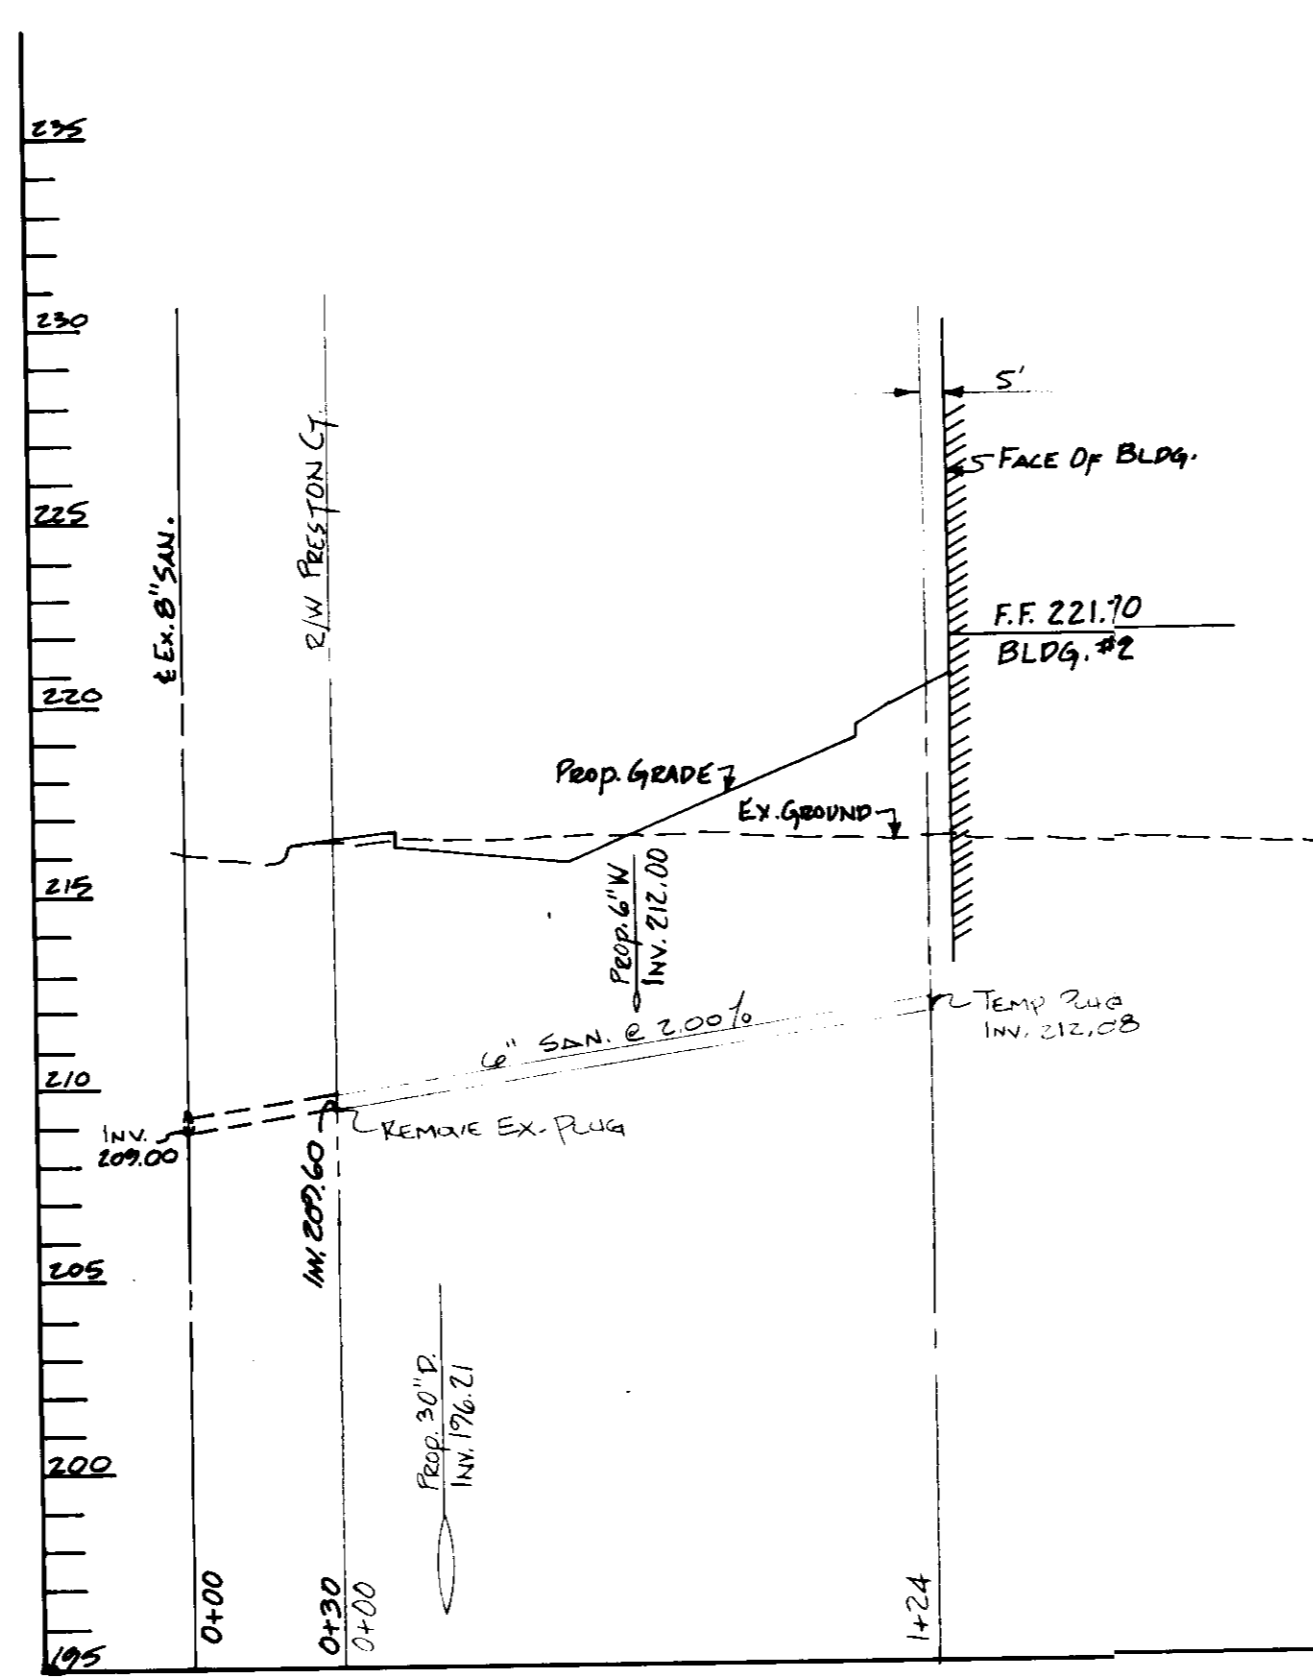 235
230
225
220
215
210
205
200
195
℄ Ex. 8" SAN.
R/W PRESTON CT.
5'
FACE OF BLDG.
F.F. 221.70
BLDG. #2
PROP. GRADE
EX. GROUND
PROP. 6" W
INV. 212.00
6" SAN. @ 2.00%
TEMP PLUG
INV. 212.08
INV.
209.00
REMOVE EX. PLUG
INV. 209.60
PROP. 30" D.
INV. 196.21
0+00
0+30
0+00
1+24